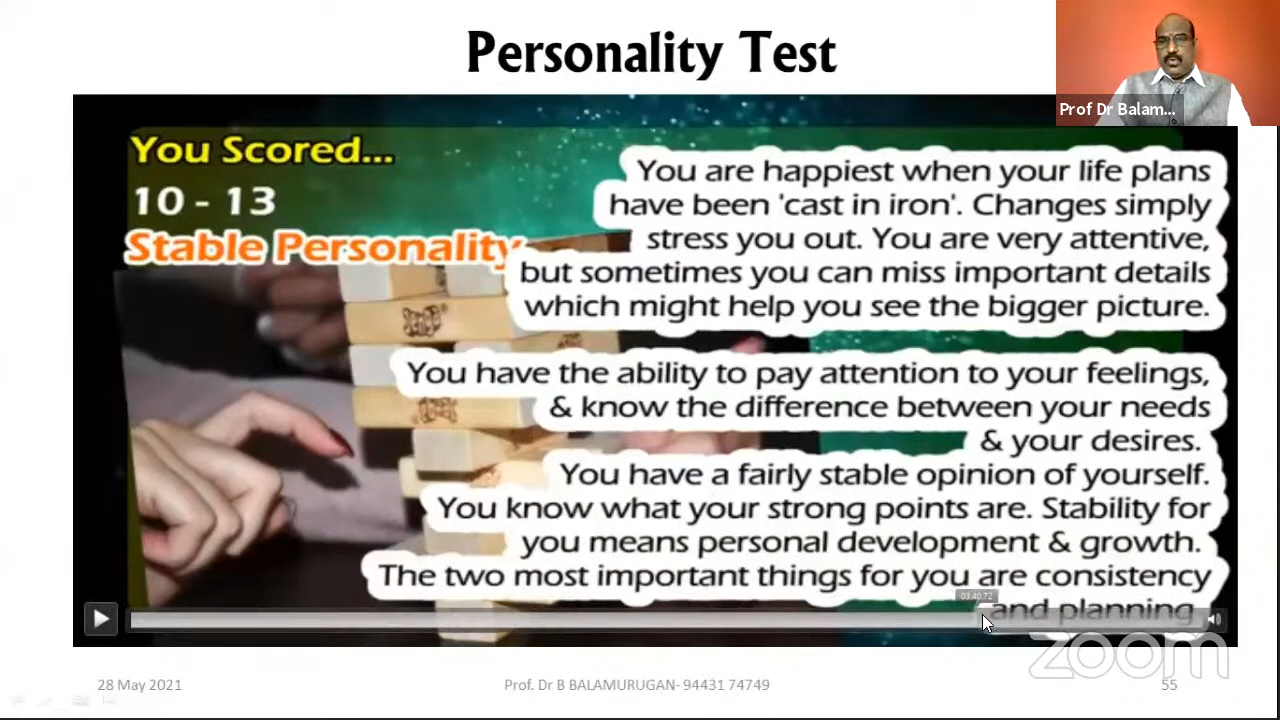 Personality Test
Prof Dr Balam...
You Scored...
10 - 13
Stable Personality
You are happiest when your life plans
have been 'cast in iron'. Changes simply
stress you out. You are very attentive,
but sometimes you can miss important details
which might help you see the bigger picture.
You have the ability to pay attention to your feelings,
& know the difference between your needs
& your desires.
You have a fairly stable opinion of yourself.
You know what your strong points are. Stability for
you means personal development & growth.
The two most important things for you are consistency
and planning.
03:40.72
zoom
28 May 2021
Prof. Dr B BALAMURUGAN- 94431 74749
55